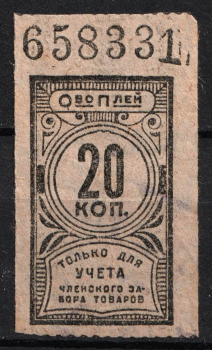 658331
ОВОПЛЕЙ
20
КОП.
ТОЛЬКО ДЛЯ
УЧЕТА
ЧЛЕНСКОГО ЗА-
БОРА ТОВАРОВ